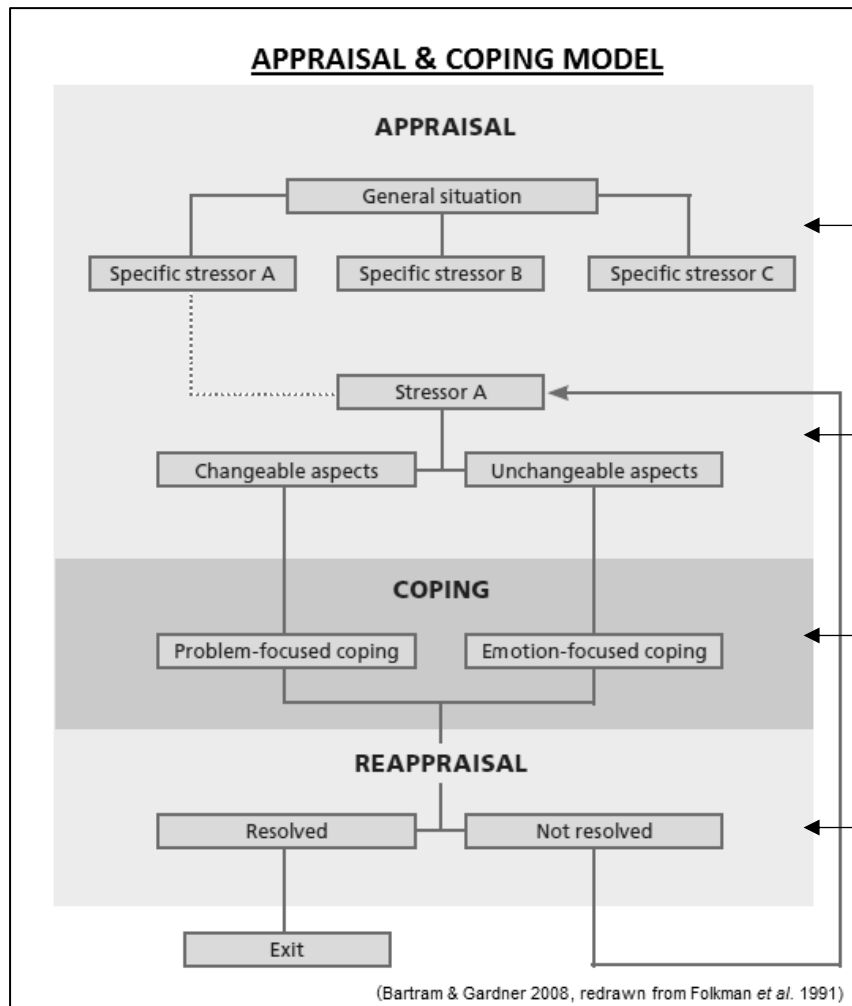 APPRAISAL & COPING MODEL
APPRAISAL
General situation
Specific stressor A
Specific stressor B
Specific stressor C
Stressor A
Changeable aspects
Unchangeable aspects
COPING
Problem-focused coping
Emotion-focused coping
REAPPRAISAL
Resolved
Not resolved
Exit
(Bartram & Gardner 2008, redrawn from Folkman et al. 1991)